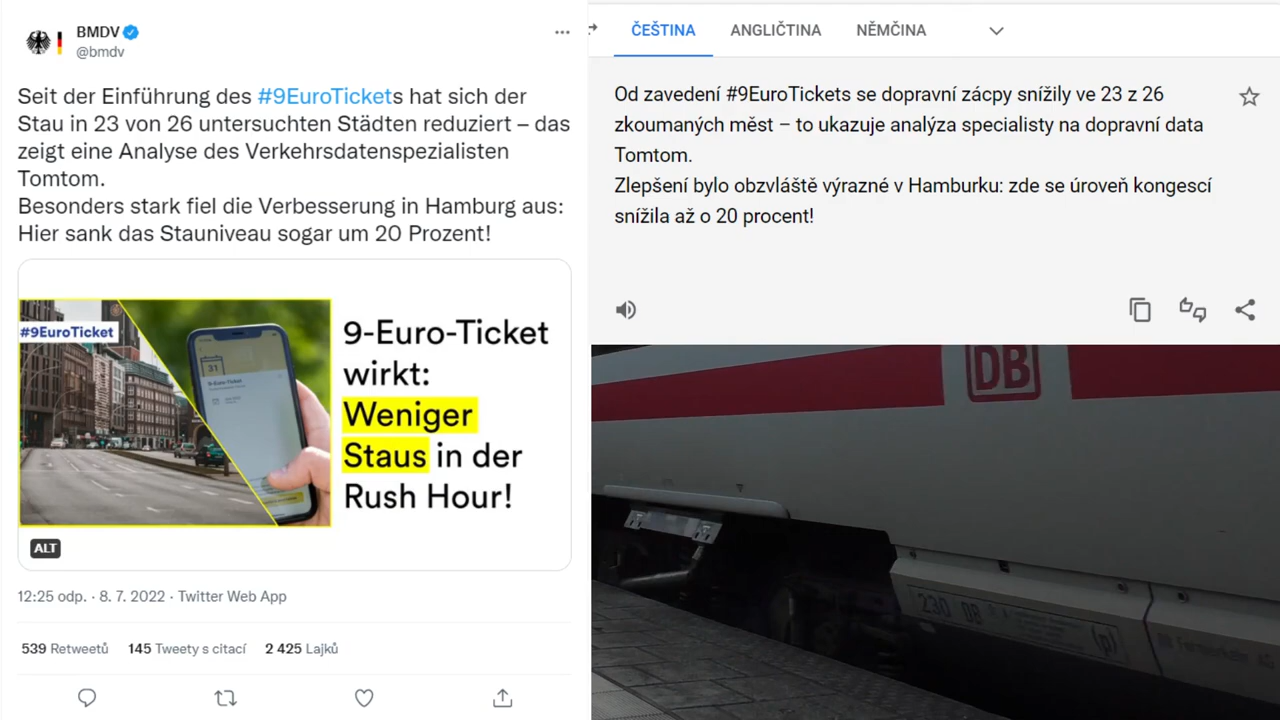 BMDV
@bmdv
Seit der Einführung des #9EuroTickets hat sich der
Stau in 23 von 26 untersuchten Städten reduziert – das
zeigt eine Analyse des Verkehrsdatenspezialisten
Tomtom.
Besonders stark fiel die Verbesserung in Hamburg aus:
Hier sank das Stauniveau sogar um 20 Prozent!
#9EuroTicket
31
9-Euro-Ticket
wirkt:
Weniger
Staus in der
Rush Hour!
ALT
12:25 odp. · 8. 7. 2022 · Twitter Web App
539 Retweetů 145 Tweety s citací 2 425 Lajků
ČEŠTINA ANGLIČTINA NĚMČINA
Od zavedení #9EuroTickets se dopravní zácpy snížily ve 23 z 26
zkoumaných měst – to ukazuje analýza specialisty na dopravní data
Tomtom.
Zlepšení bylo obzvláště výrazné v Hamburku: zde se úroveň kongescí
snížila až o 20 procent!
DB
230 08
(p)